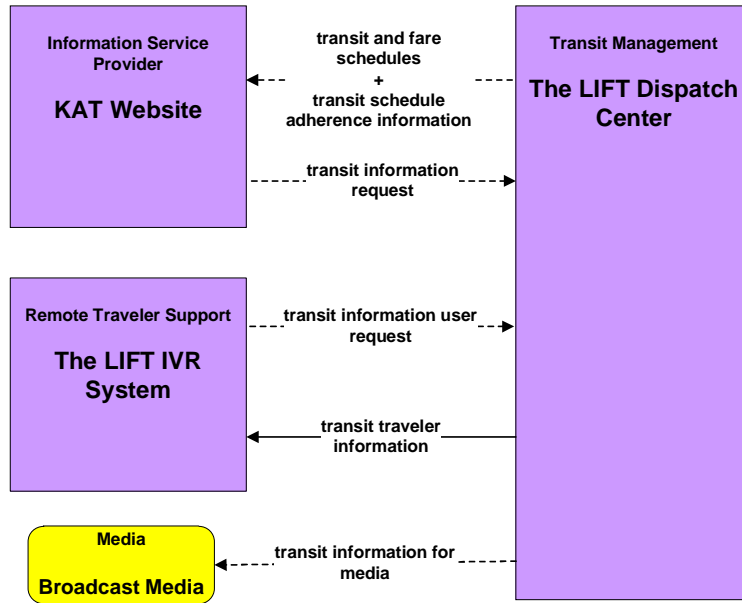 Information Service
Provider
KAT Website
transit and fare
schedules
+
transit schedule
adherence information
transit information
request
Transit Management
The LIFT Dispatch
Center
Remote Traveler Support
The LIFT IVR
System
transit information user
request
transit traveler
information
Media
Broadcast Media
transit information for
media